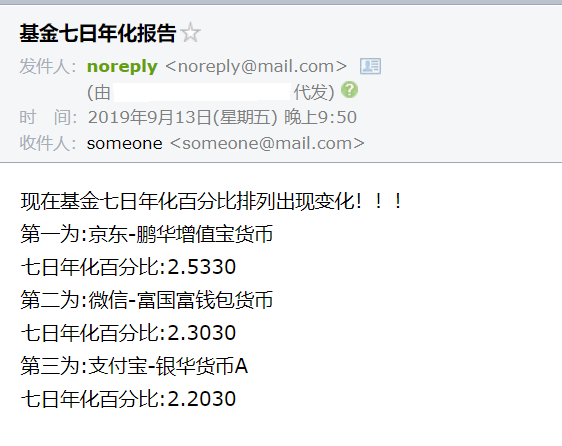 基金七日年化报告
发件人: noreply <noreply@mail.com>
(由 代发)
时 间: 2019年9月13日(星期五) 晚上9:50
收件人: someone <someone@mail.com>
现在基金七日年化百分比排列出现变化！！！
第一为:京东-鹏华增值宝货币
七日年化百分比:2.5330
第二为:微信-富国富钱包货币
七日年化百分比:2.3030
第三为:支付宝-银华货币A
七日年化百分比:2.2030